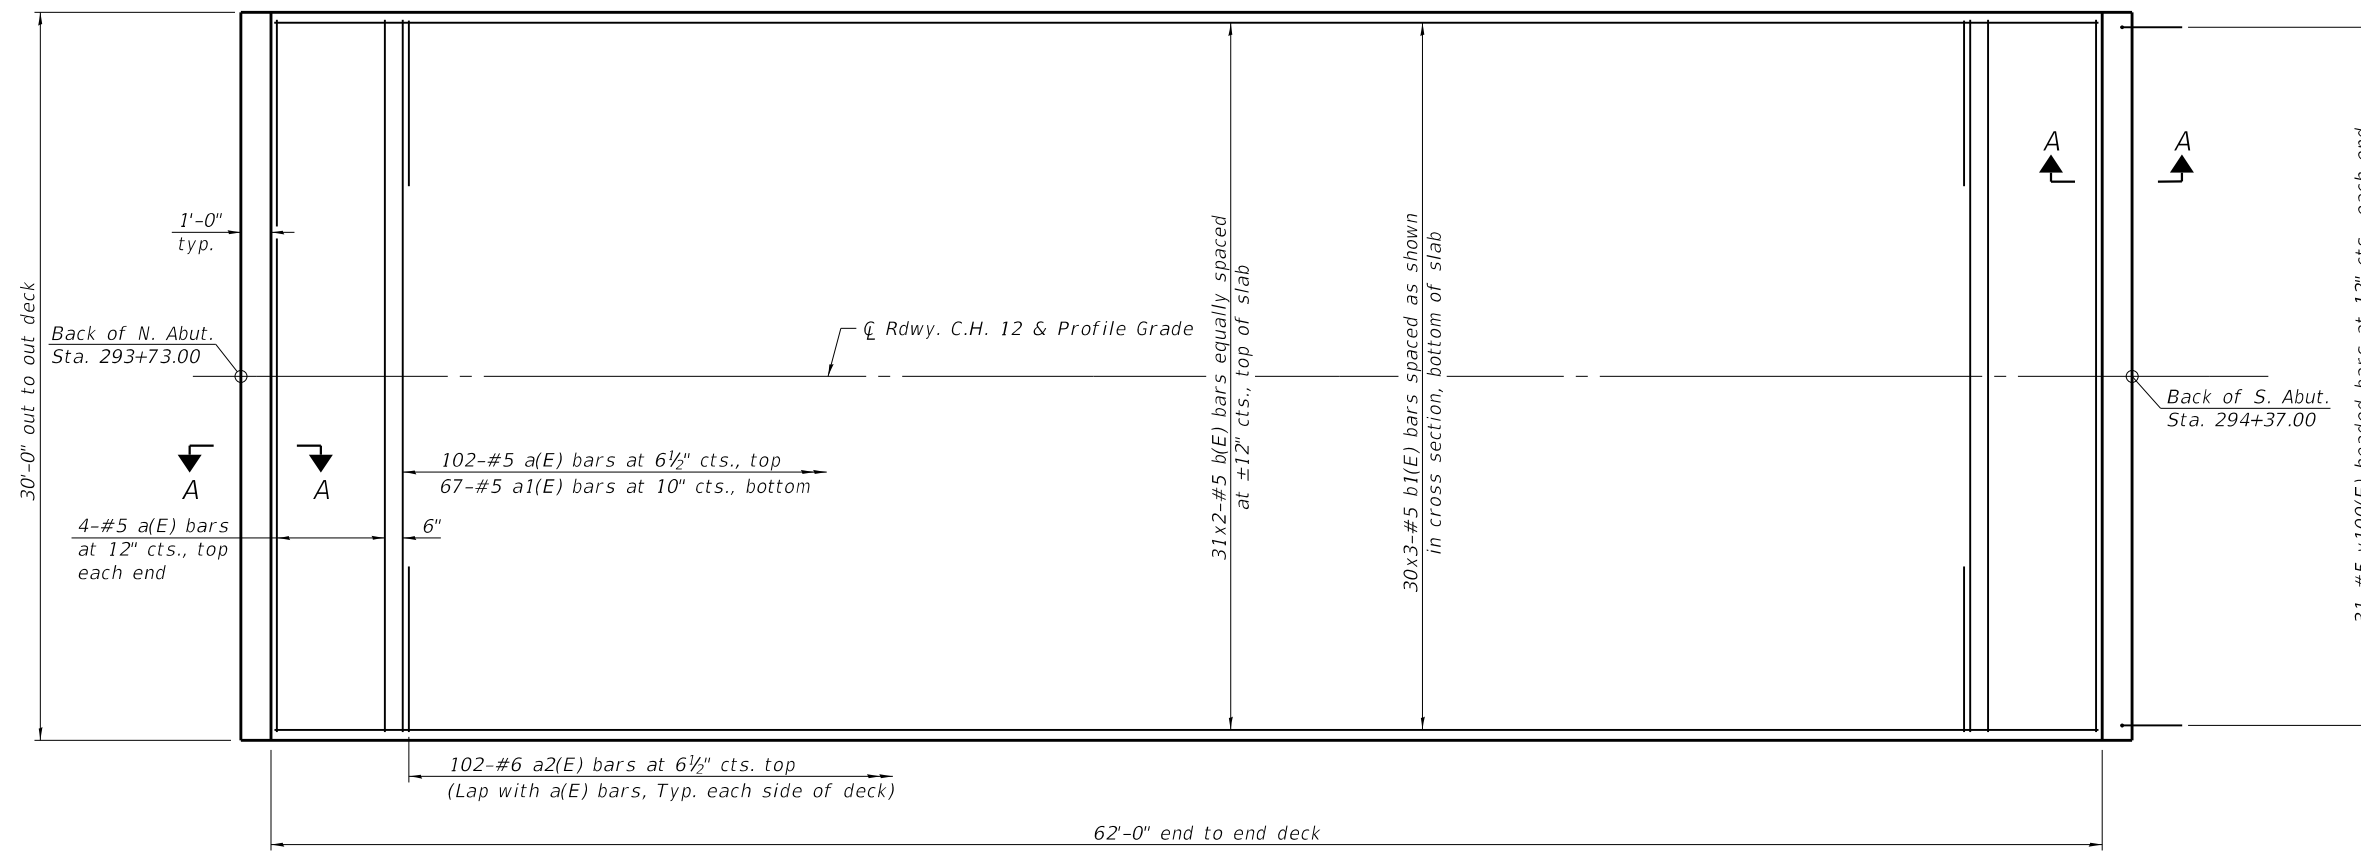 30'-0" out to out deck
1'-0"
typ.
Back of N. Abut.
Sta. 293+73.00
A
A
4-#5 a(E) bars
at 12" cts., top
each end
6"
102-#5 a(E) bars at 6½" cts., top
67-#5 a1(E) bars at 10" cts., bottom
℄ Rdwy. C.H. 12 & Profile Grade
31x2-#5 b(E) bars equally spaced
at ±12" cts., top of slab
30x3-#5 b1(E) bars spaced as shown
in cross section, bottom of slab
A
A
Back of S. Abut.
Sta. 294+37.00
102-#6 a2(E) bars at 6½" cts. top
(Lap with a(E) bars, Typ. each side of deck)
62'-0" end to end deck